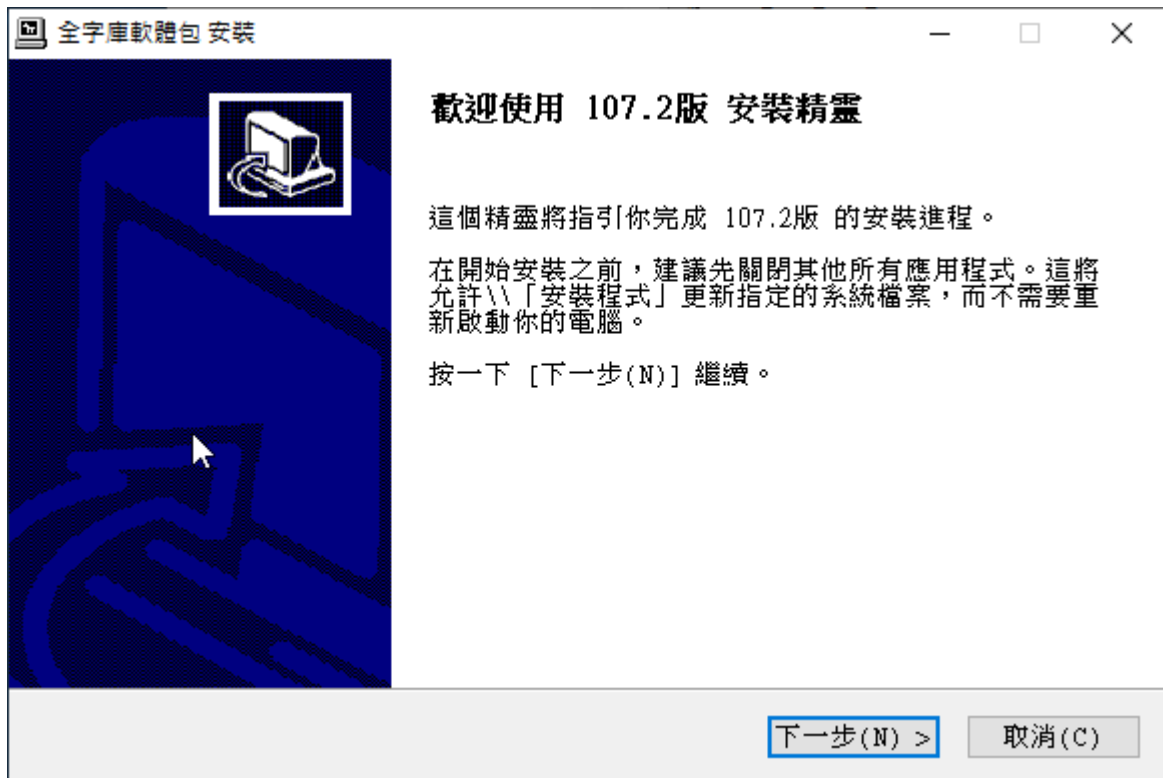 全字庫軟體包 安裝
歡迎使用 107.2版 安裝精靈
這個精靈將指引你完成 107.2版 的安裝進程。
在開始安裝之前，建議先關閉其他所有應用程式。這將
允許\\「安裝程式」更新指定的系統檔案，而不需要重
新啟動你的電腦。
按一下 [下一步(N)] 繼續。
下一步(N) >
取消(C)